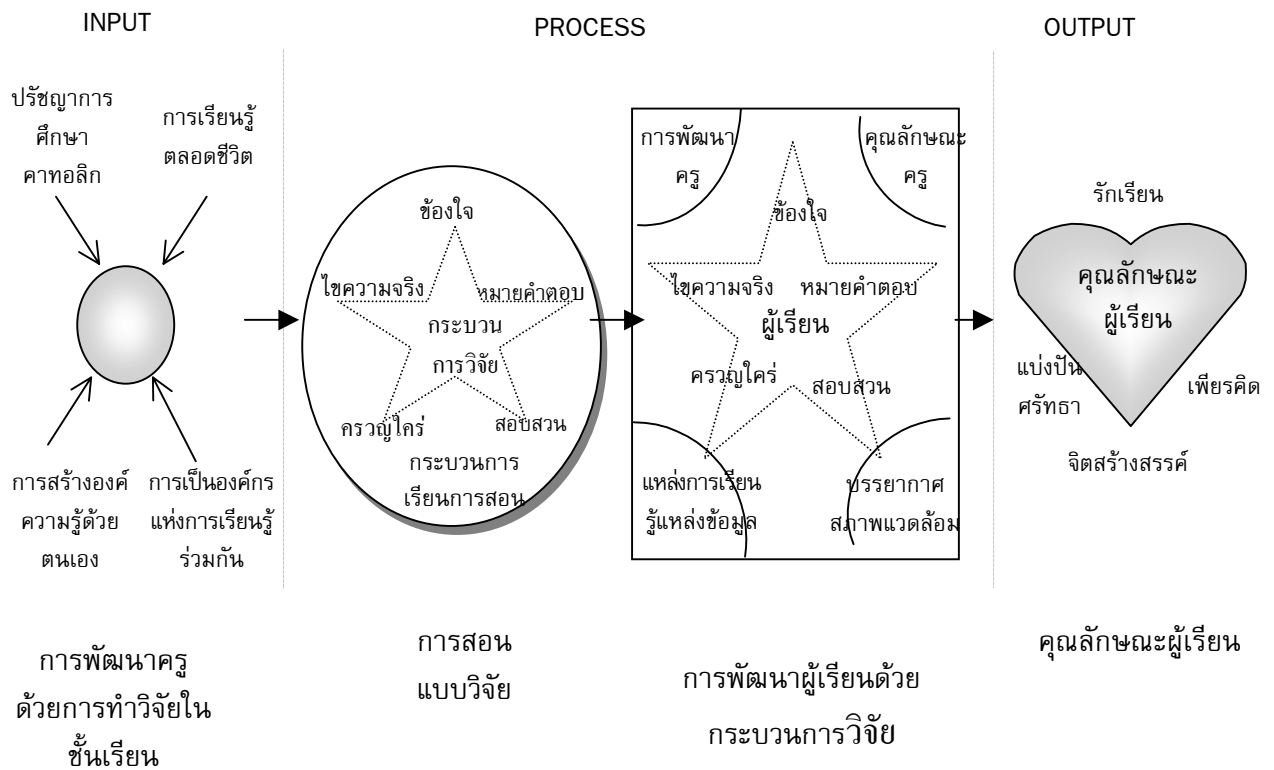 INPUT
PROCESS
OUTPUT
ปรัชญาการ
ศึกษา
คาทอลิก
การเรียนรู้
ตลอดชีวิต
การสร้างองค์
ความรู้ด้วย
ตนเอง
การเป็นองค์กร
แห่งการเรียนรู้
ร่วมกัน
การพัฒนาครู
ด้วยการทำวิจัยใน
ชั้นเรียน
ข้องใจ
ไขความจริง
หมายคำตอบ
กระบวน
การวิจัย
ครวญใคร่
สอบสวน
กระบวนการ
เรียนการสอน
การสอน
แบบวิจัย
การพัฒนา
ครู
คุณลักษณะ
ครู
ข้องใจ
ไขความจริง
หมายคำตอบ
ผู้เรียน
ครวญใคร่
สอบสวน
แหล่งการเรียน
รู้แหล่งข้อมูล
บรรยากาศ
สภาพแวดล้อม
การพัฒนาผู้เรียนด้วย
กระบวนการวิจัย
รักเรียน
คุณลักษณะ
ผู้เรียน
แบ่งปัน
ศรัทธา
เพียรคิด
จิตสร้างสรรค์
คุณลักษณะผู้เรียน